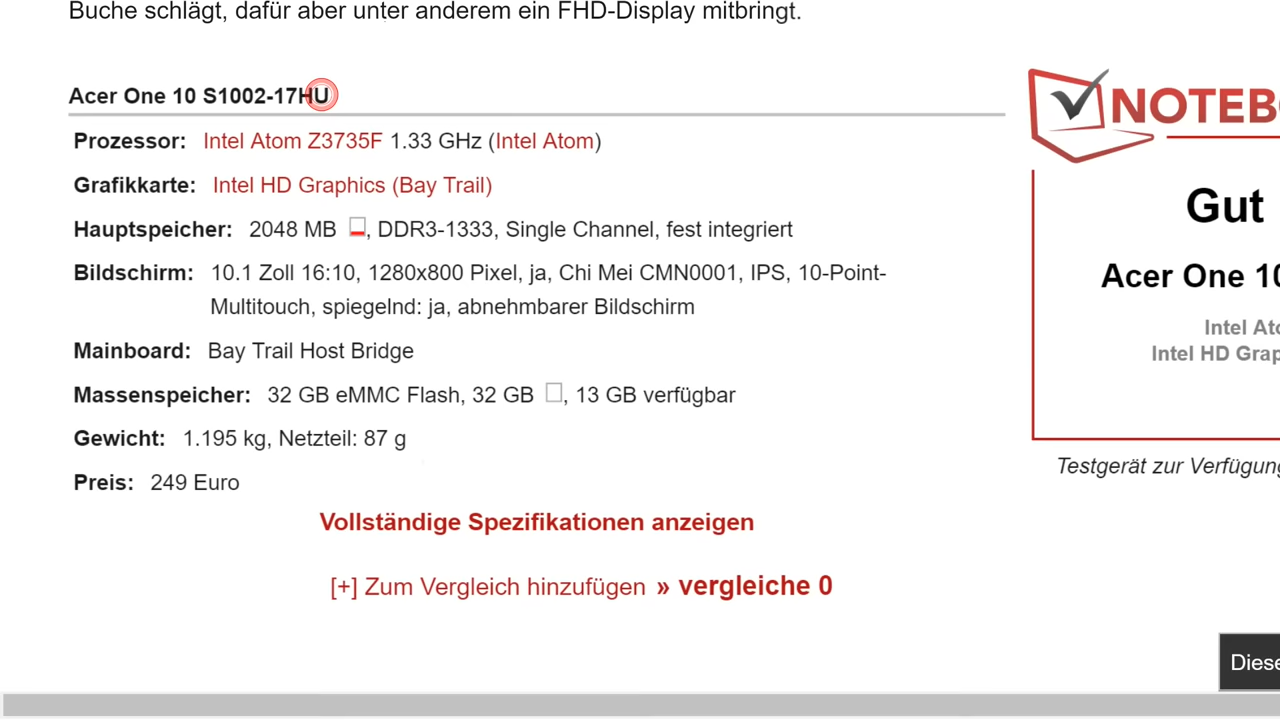 Buche schlägt, dafür aber unter anderem ein FHD-Display mitbringt.
Acer One 10 S1002-17HU
Prozessor: Intel Atom Z3735F 1.33 GHz (Intel Atom)
Grafikkarte: Intel HD Graphics (Bay Trail)
Hauptspeicher: 2048 MB , DDR3-1333, Single Channel, fest integriert
Bildschirm: 10.1 Zoll 16:10, 1280x800 Pixel, ja, Chi Mei CMN0001, IPS, 10-Point-
Multitouch, spiegelnd: ja, abnehmbarer Bildschirm
Mainboard: Bay Trail Host Bridge
Massenspeicher: 32 GB eMMC Flash, 32 GB , 13 GB verfügbar
Gewicht: 1.195 kg, Netzteil: 87 g
Preis: 249 Euro
Vollständige Spezifikationen anzeigen
[+] Zum Vergleich hinzufügen » vergleiche 0
NOTEB
Gut
Acer One 10
Intel Ato
Intel HD Grap
Testgerät zur Verfügung
Diese